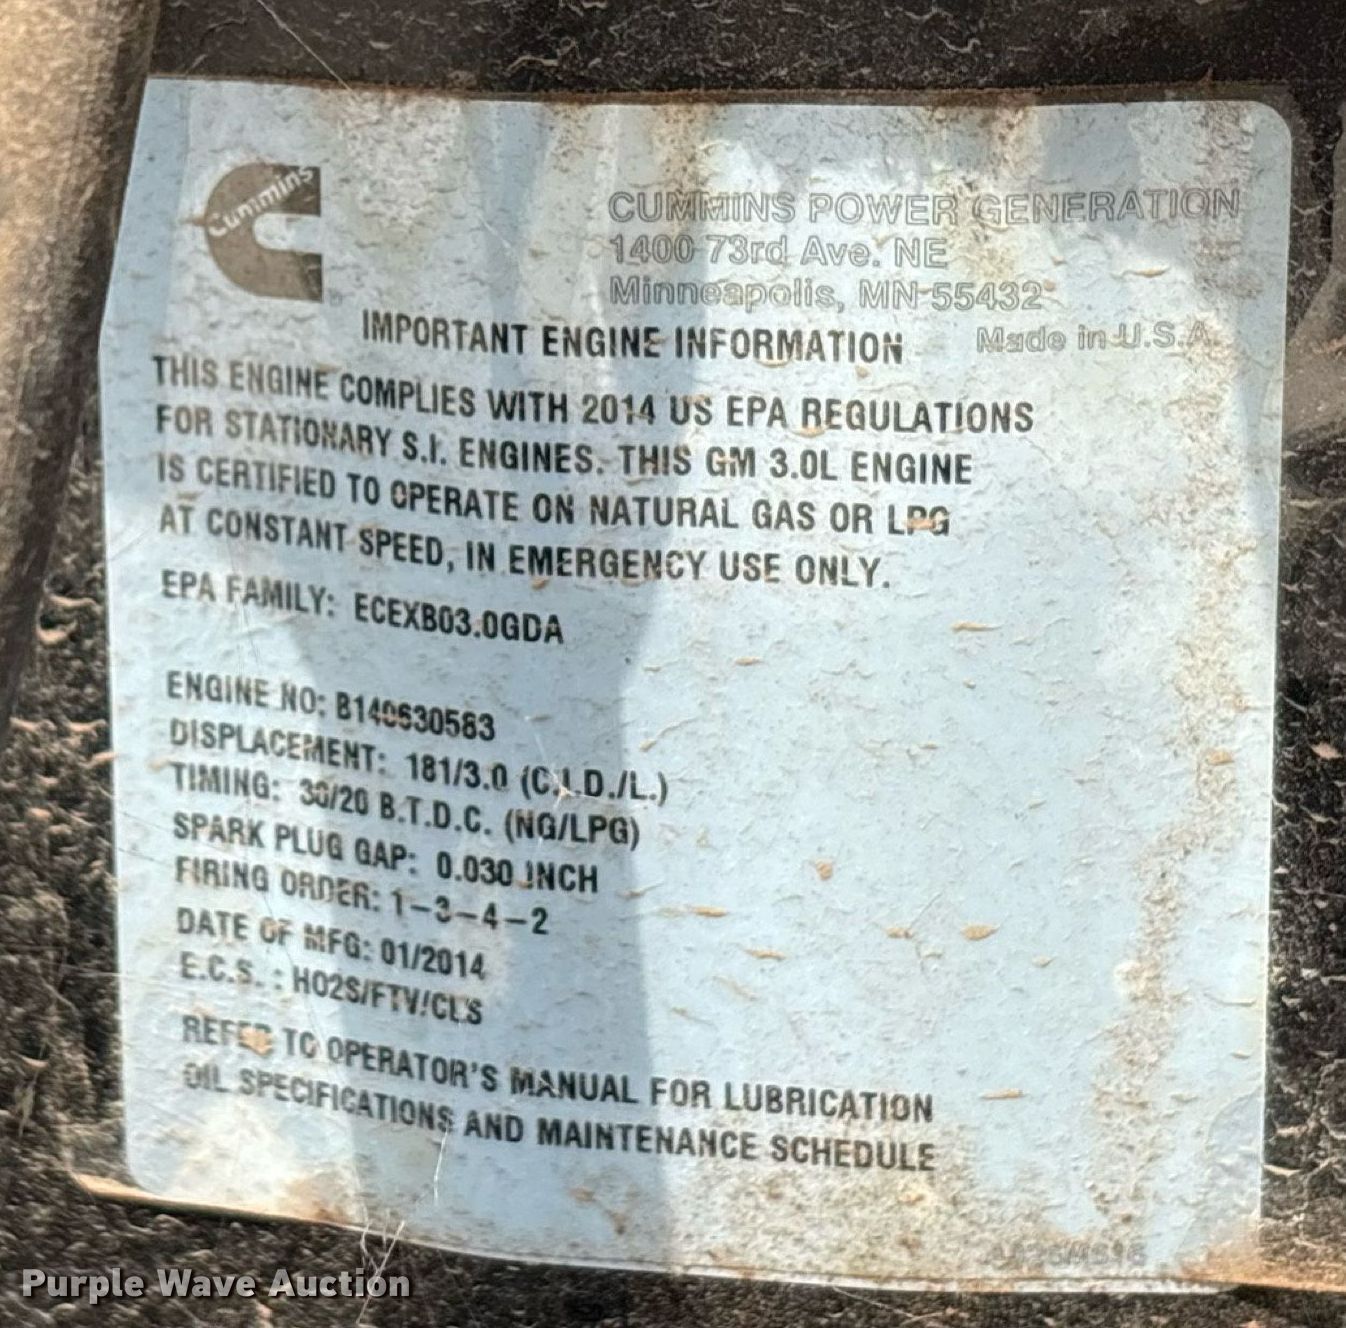 Cummins
CUMMINS POWER GENERATION
1400 73rd Ave. NE
Minneapolis, MN 55432
Made in U.S.A.
IMPORTANT ENGINE INFORMATION
THIS ENGINE COMPLIES WITH 2014 US EPA REGULATIONS
FOR STATIONARY S.I. ENGINES. THIS GM 3.0L ENGINE
IS CERTIFIED TO OPERATE ON NATURAL GAS OR LPG
AT CONSTANT SPEED, IN EMERGENCY USE ONLY.
EPA FAMILY: ECEXB03.0GDA
ENGINE NO: B140630583
DISPLACEMENT: 181/3.0 (C.I.D./L.)
TIMING: 30/20 B.T.D.C. (NG/LPG)
SPARK PLUG GAP: 0.030 INCH
FIRING ORDER: 1-3-4-2
DATE OF MFG: 01/2014
E.C.S. : HO2S/FTV/CLS
REFER TO OPERATOR'S MANUAL FOR LUBRICATION
OIL SPECIFICATIONS AND MAINTENANCE SCHEDULE
Purple Wave Auction